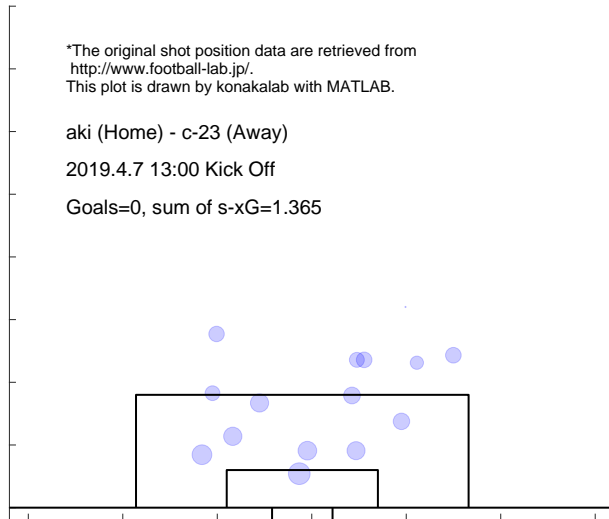 *The original shot position data are retrieved from
http://www.football-lab.jp/.
This plot is drawn by konakalab with MATLAB.
aki (Home) - c-23 (Away)
2019.4.7 13:00 Kick Off
Goals=0, sum of s-xG=1.365